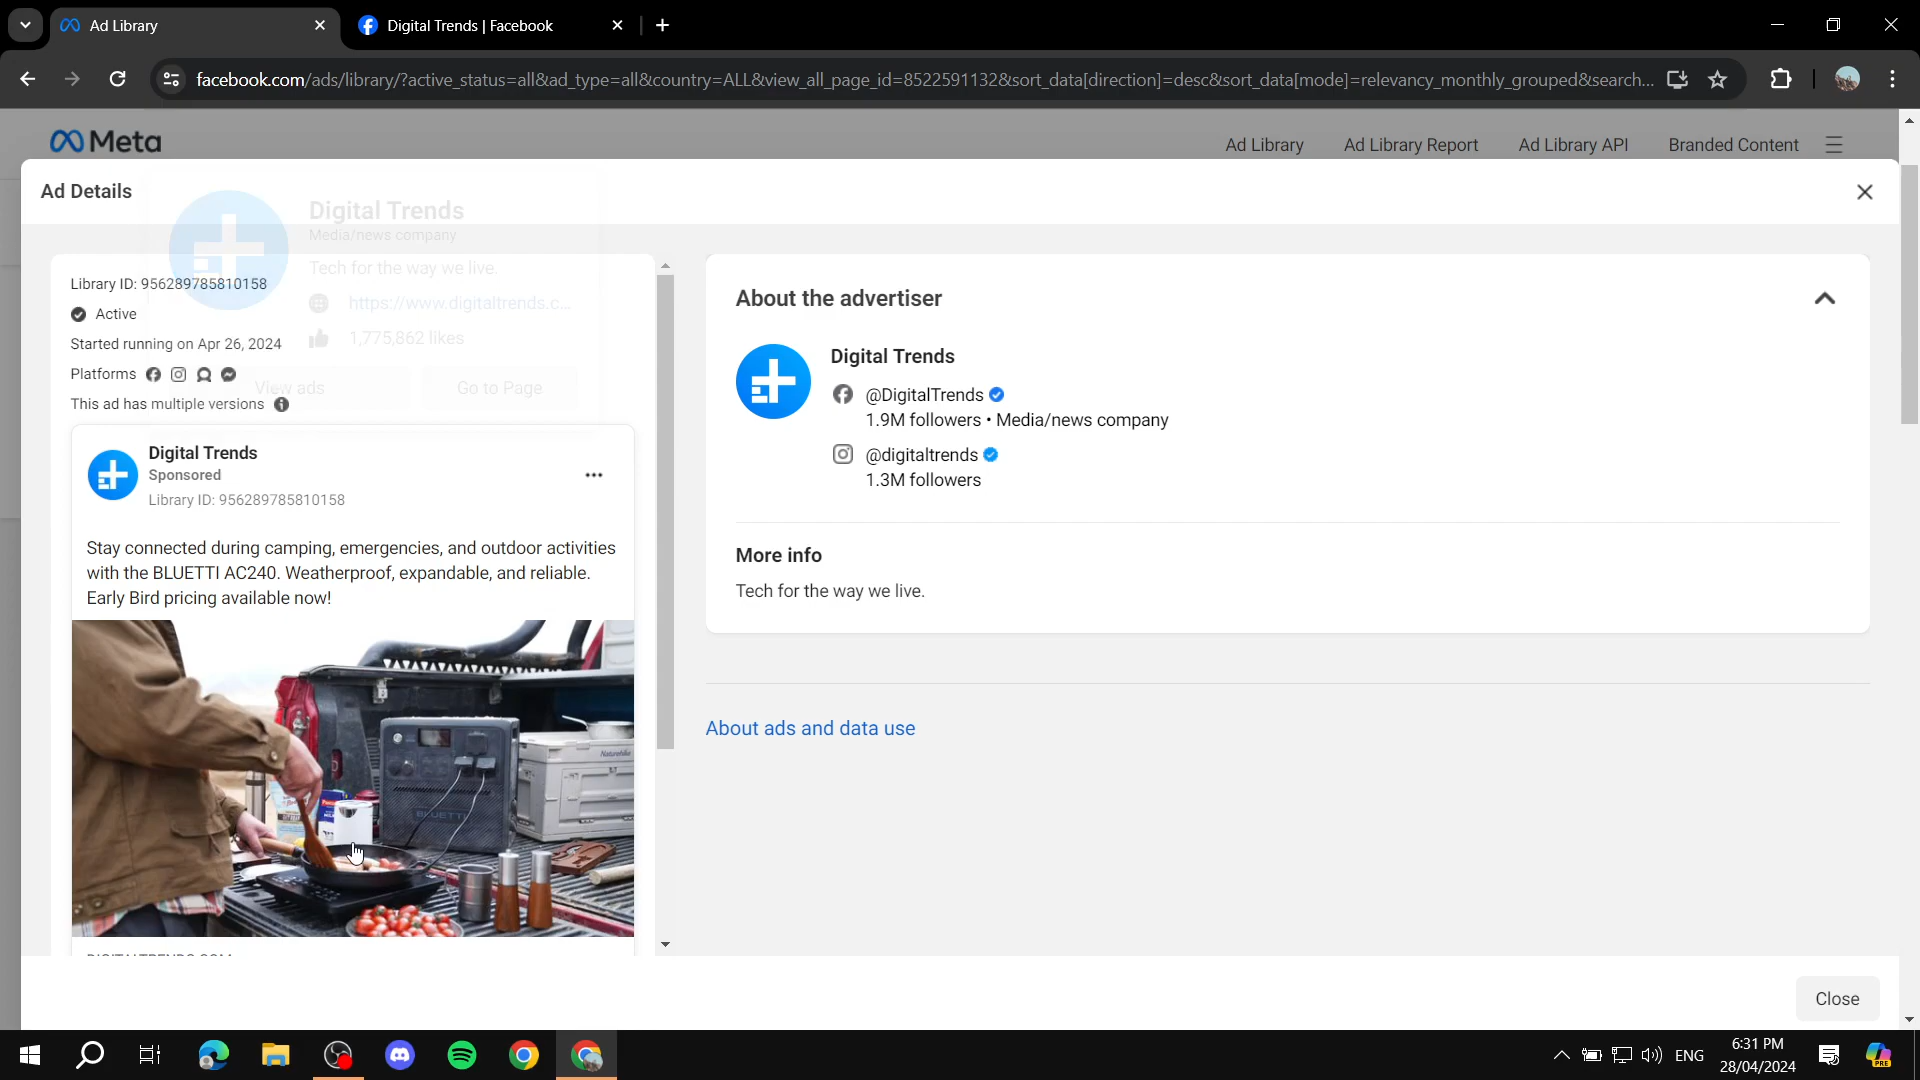 Ad Library
Digital Trends | Facebook
facebook.com/ads/library/?active_status=all&ad_type=all&country=ALL&view_all_page_id=8522591132&sort_data[direction]=desc&sort_data[mode]=relevancy_monthly_grouped&search...
Meta
Ad Library
Ad Library Report
Ad Library API
Branded Content
Ad Details
Digital Trends
Media/news company
Tech for the way we live.
https://www.digitaltrends.c...
1,775,862 likes
View ads
Go to Page
Library ID: 956289785810158
Active
Started running on Apr 26, 2024
Platforms
This ad has multiple versions
Digital Trends
Sponsored
Library ID: 956289785810158
Stay connected during camping, emergencies, and outdoor activities
with the BLUETTI AC240. Weatherproof, expandable, and reliable.
Early Bird pricing available now!
BLUETTI
Naturehike
About the advertiser
Digital Trends
@DigitalTrends
1.9M followers • Media/news company
@digitaltrends
1.3M followers
More info
Tech for the way we live.
About ads and data use
Close
ENG
6:31 PM
28/04/2024
PRE